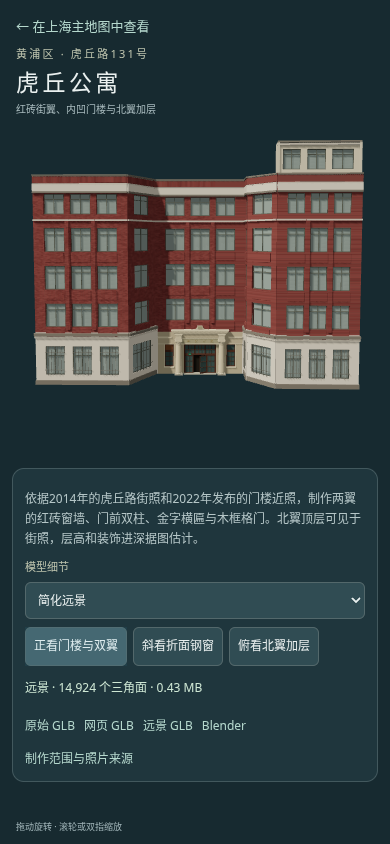 ← 在上海主地图中查看
黄浦区 · 虎丘路131号
虎丘公寓
红砖街翼、内凹门楼与北翼加层
依据2014年的虎丘路街照和2022年发布的门楼近照，制作两翼
的红砖窗墙、门前双柱、金字横匾与木框格门。北翼顶层可见于
街照，层高和装饰进深据图估计。
模型细节
简化远景
正看门楼与双翼 斜看折面钢窗 俯看北翼加层
远景 · 14,924 个三角面 · 0.43 MB
原始 GLB 网页 GLB 远景 GLB Blender
制作范围与照片来源
拖动旋转 · 滚轮或双指缩放